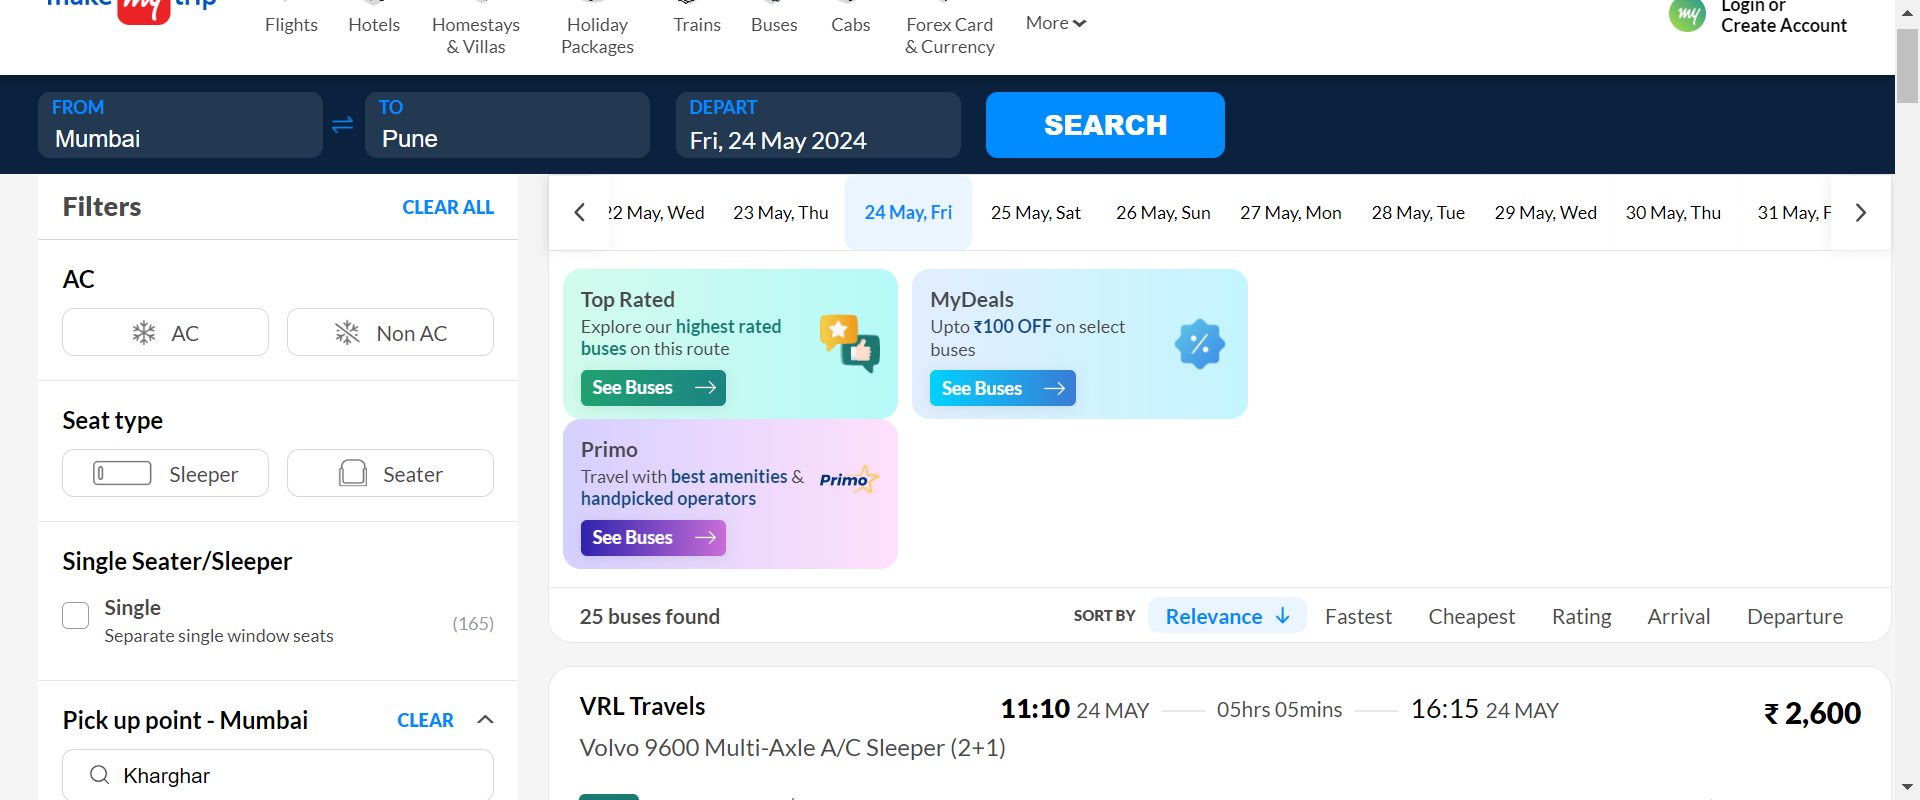 make my trip
Login or
Create Account
Flights
Hotels
Homestays
& Villas
Holiday
Packages
Trains
Buses
Cabs
Forex Card
& Currency
More
FROM
Mumbai
TO
Pune
DEPART
Fri, 24 May 2024
SEARCH
Filters
CLEAR ALL
AC
AC
Non AC
Seat type
Sleeper
Seater
Single Seater/Sleeper
Single
Separate single window seats
(165)
Pick up point - Mumbai
CLEAR
Kharghar
22 May, Wed
23 May, Thu
24 May, Fri
25 May, Sat
26 May, Sun
27 May, Mon
28 May, Tue
29 May, Wed
30 May, Thu
31 May, F
Top Rated
Explore our highest rated
buses on this route
See Buses
MyDeals
Upto ₹100 OFF on select
buses
See Buses
Primo
Travel with best amenities &
handpicked operators
Primo
See Buses
25 buses found
SORT BY
Relevance
Fastest
Cheapest
Rating
Arrival
Departure
VRL Travels
11:10 24 MAY
05hrs 05mins
16:15 24 MAY
₹ 2,600
Volvo 9600 Multi-Axle A/C Sleeper (2+1)